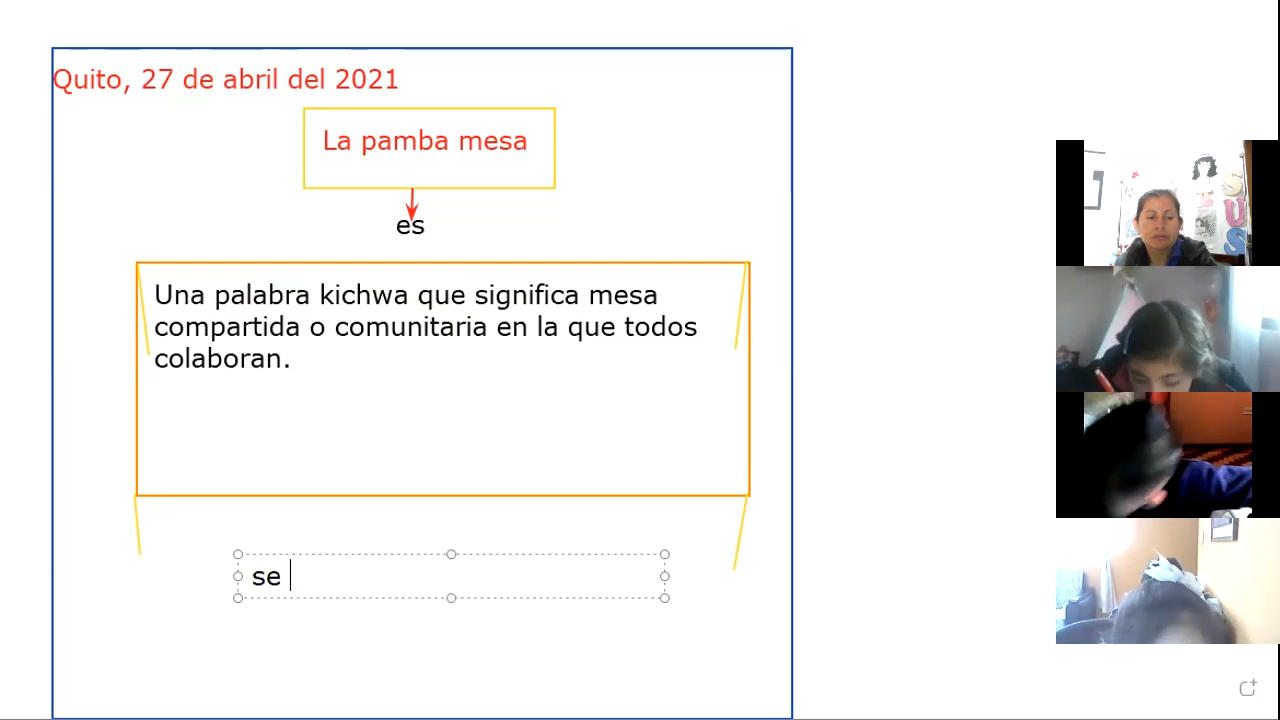 Quito, 27 de abril del 2021
La pamba mesa
es
Una palabra kichwa que significa mesa
compartida o comunitaria en la que todos
colaboran.
se
S
U
S